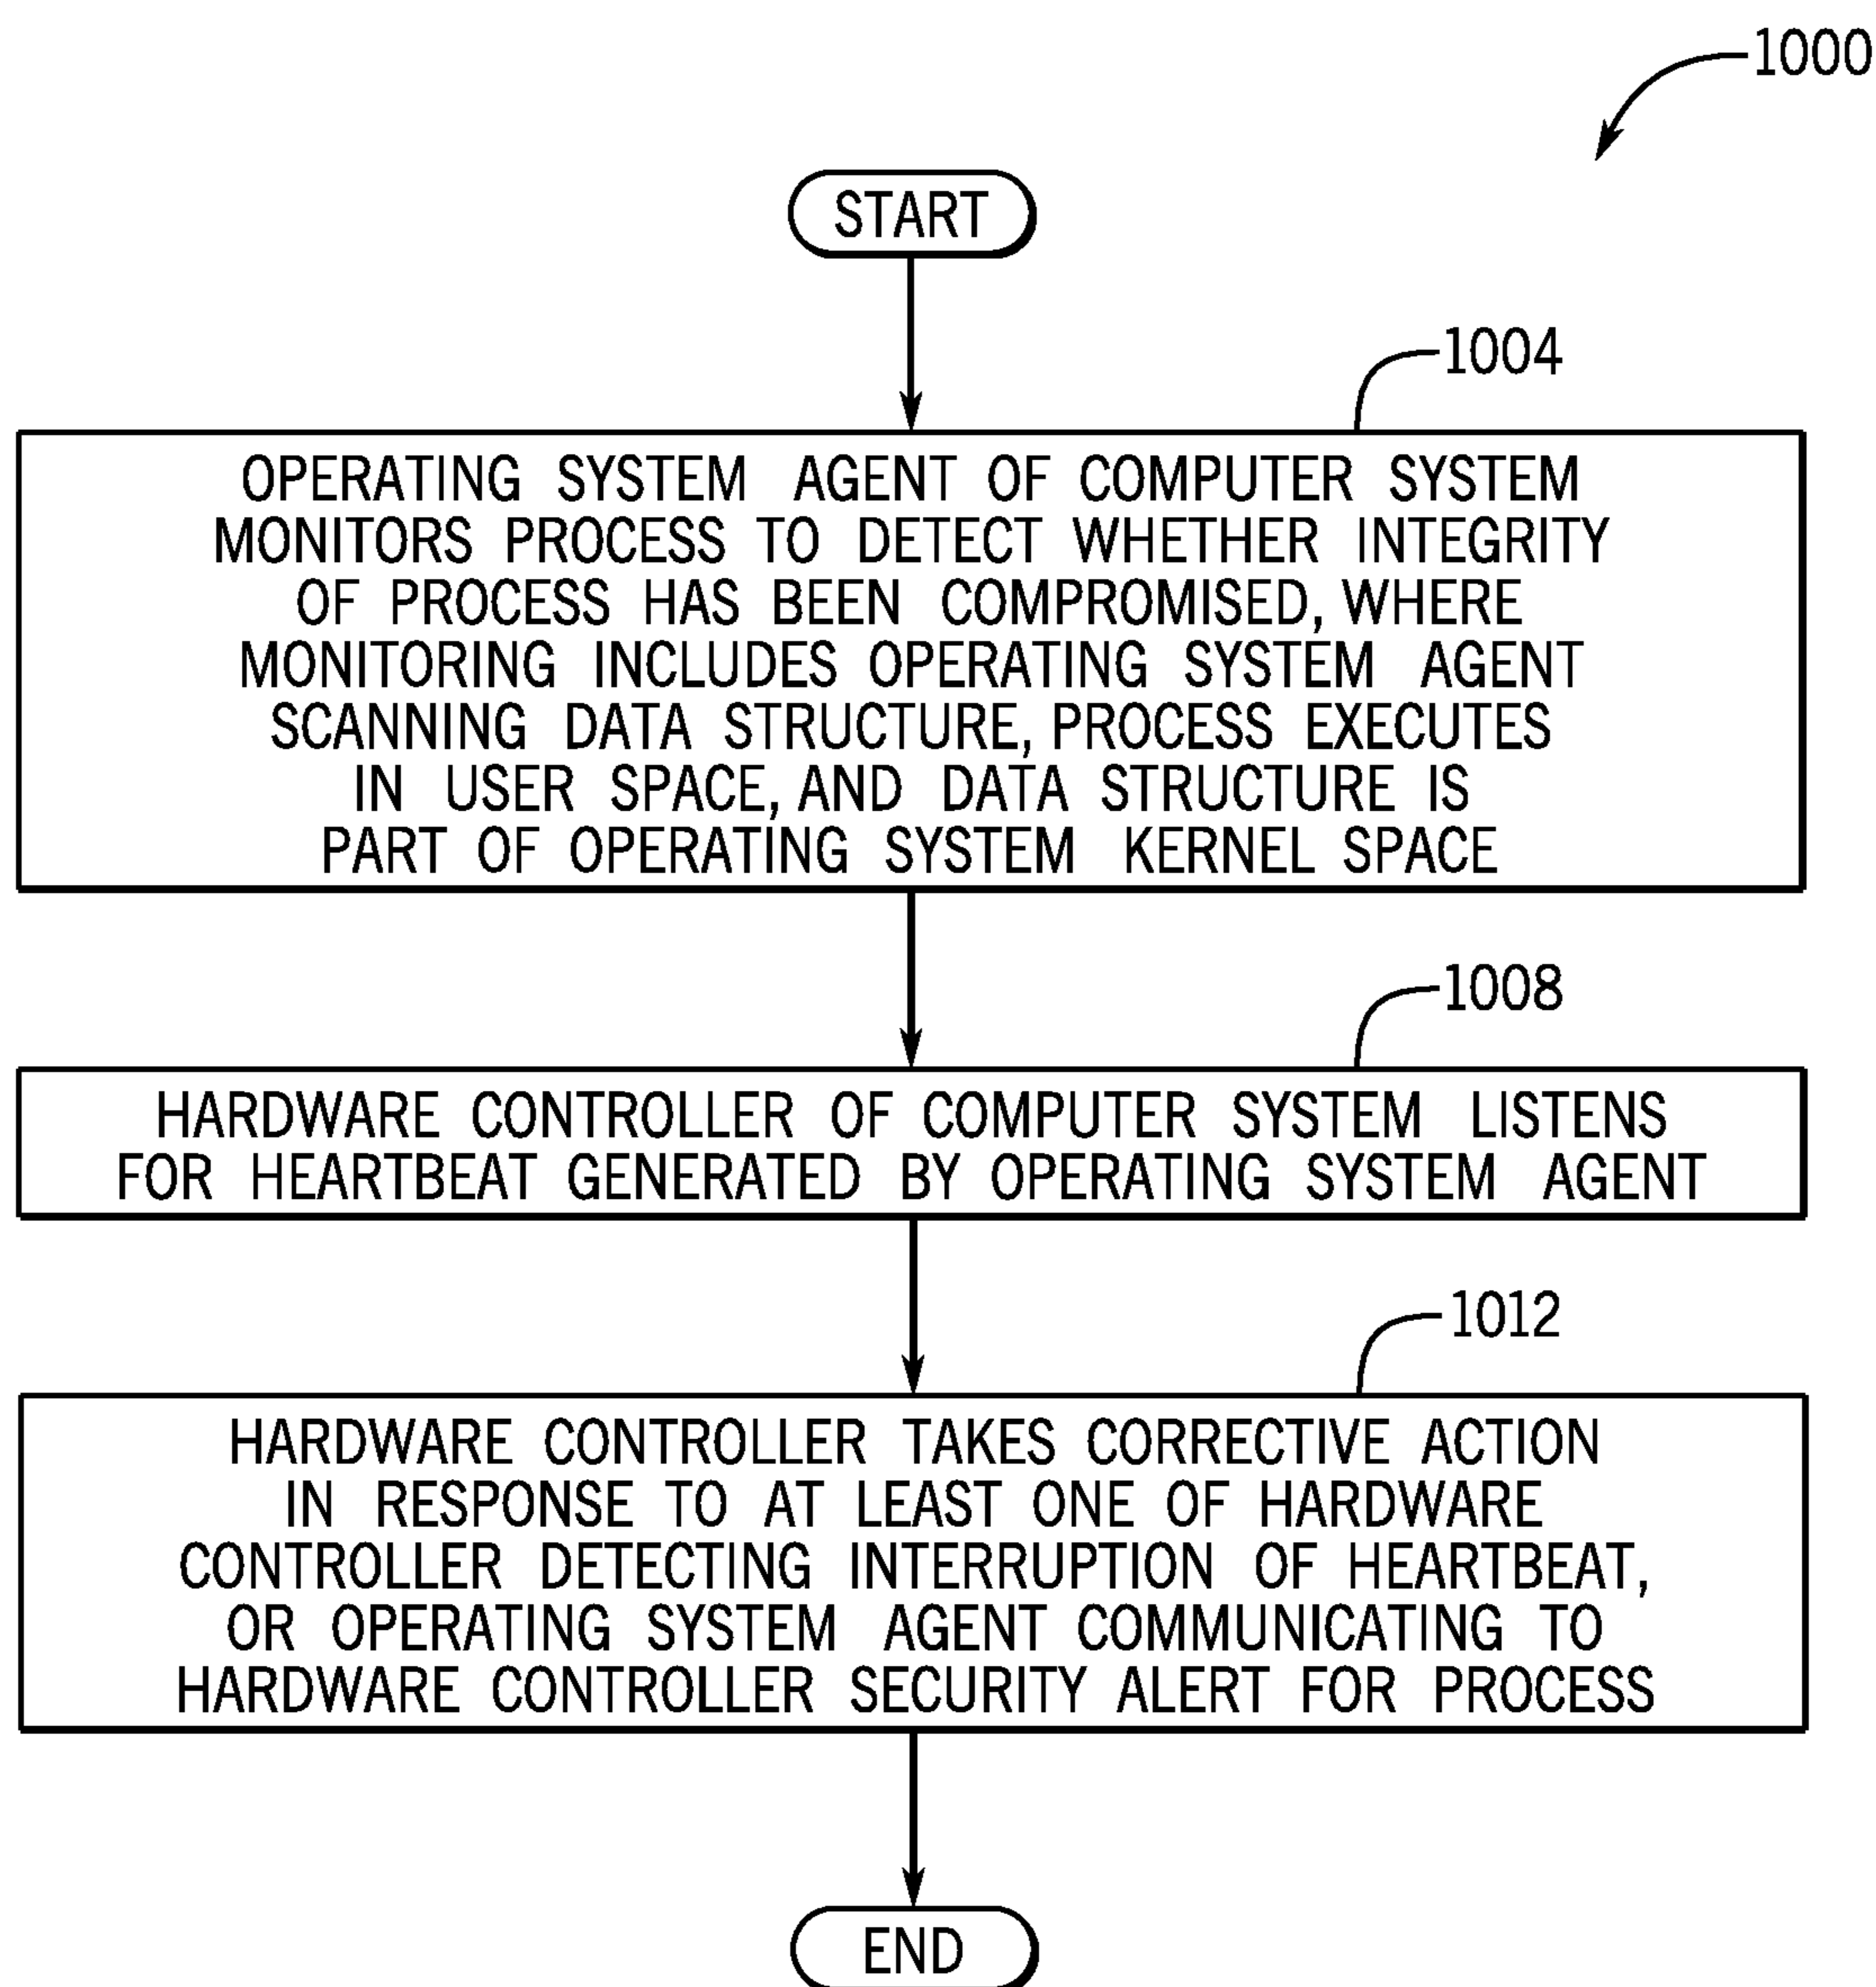 1000
START
1004
OPERATING SYSTEM AGENT OF COMPUTER SYSTEM
MONITORS PROCESS TO DETECT WHETHER INTEGRITY
OF PROCESS HAS BEEN COMPROMISED, WHERE
MONITORING INCLUDES OPERATING SYSTEM AGENT
SCANNING DATA STRUCTURE, PROCESS EXECUTES
IN USER SPACE, AND DATA STRUCTURE IS
PART OF OPERATING SYSTEM KERNEL SPACE
1008
HARDWARE CONTROLLER OF COMPUTER SYSTEM LISTENS
FOR HEARTBEAT GENERATED BY OPERATING SYSTEM AGENT
1012
HARDWARE CONTROLLER TAKES CORRECTIVE ACTION
IN RESPONSE TO AT LEAST ONE OF HARDWARE
CONTROLLER DETECTING INTERRUPTION OF HEARTBEAT,
OR OPERATING SYSTEM AGENT COMMUNICATING TO
HARDWARE CONTROLLER SECURITY ALERT FOR PROCESS
END